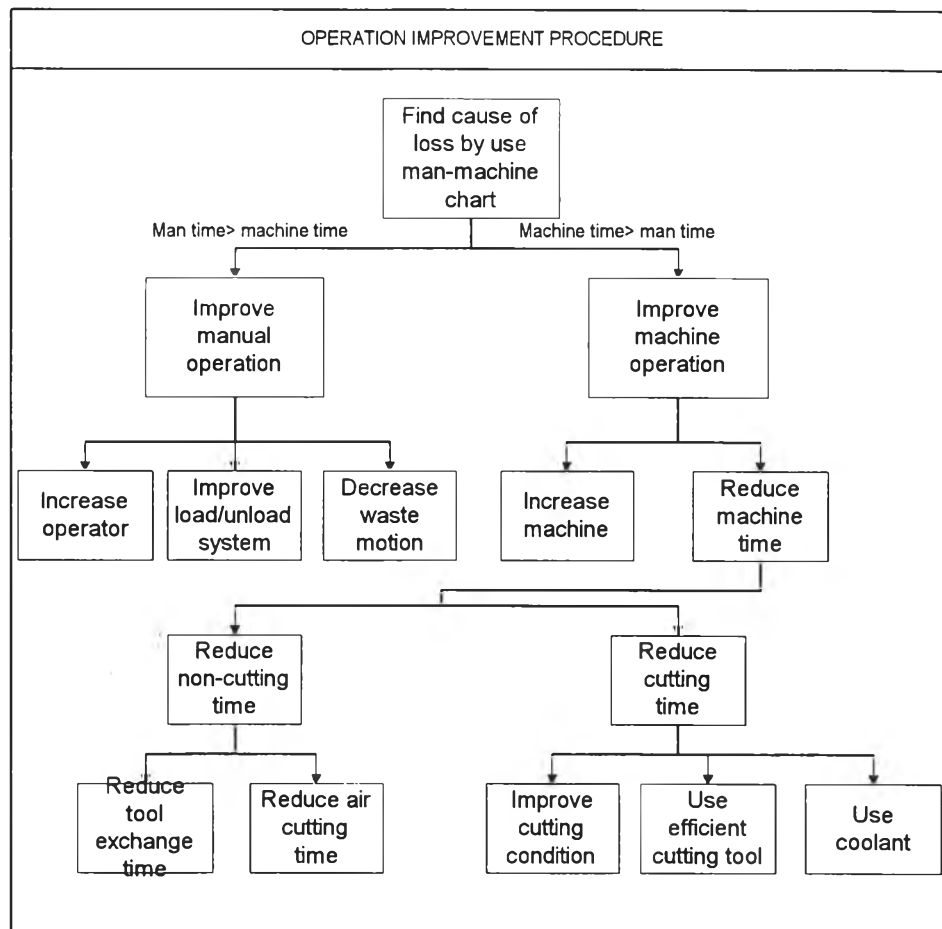 OPERATION IMPROVEMENT PROCEDURE
Find cause of
loss by use
man-machine
chart
Man time> machine time
Machine time> man time
Improve
manual
operation
Improve
machine
operation
Increase
operator
Improve
load/unload
system
Decrease
waste
motion
Increase
machine
Reduce
machine
time
Reduce
non-cutting
time
Reduce
cutting
time
Reduce
tool
exchange
time
Reduce air
cutting
time
Improve
cutting
condition
Use
efficient
cutting tool
Use
coolant